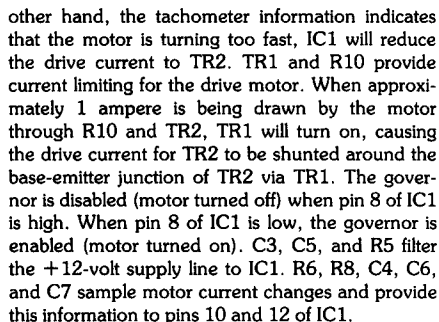 other hand, the tachometer information indicates
that the motor is turning too fast, IC1 will reduce
the drive current to TR2. TR1 and R10 provide
current limiting for the drive motor. When approxi-
mately 1 ampere is being drawn by the motor
through R10 and TR2, TR1 will turn on, causing
the drive current for TR2 to be shunted around the
base-emitter junction of TR2 via TR1. The gover-
nor is disabled (motor turned off) when pin 8 of IC1
is high. When pin 8 of IC1 is low, the governor is
enabled (motor turned on). C3, C5, and R5 filter
the +12-volt supply line to IC1. R6, R8, C4, C6,
and C7 sample motor current changes and provide
this information to pins 10 and 12 of IC1.